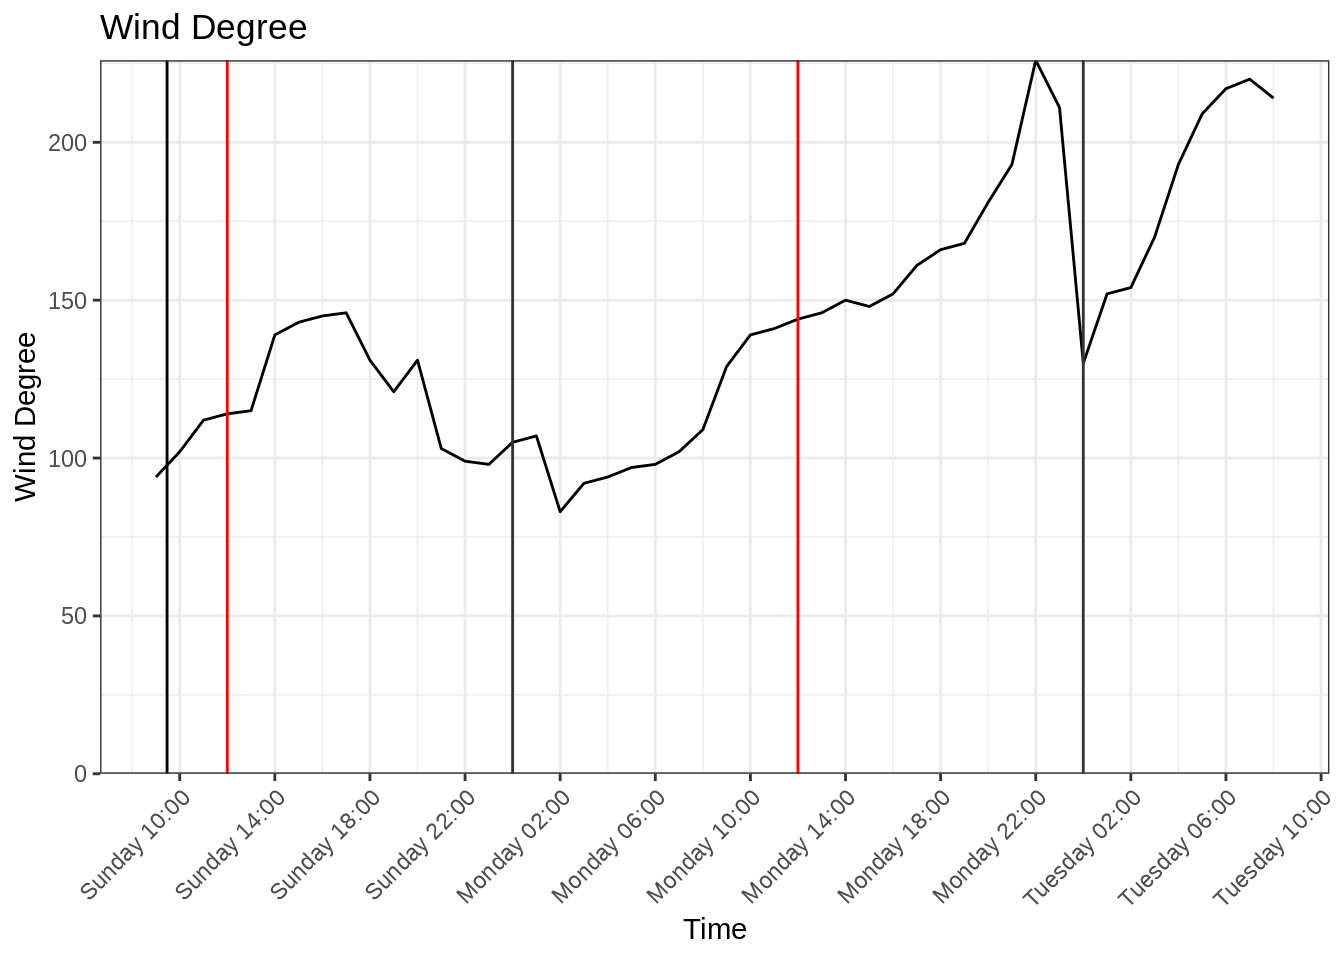 Wind Degree
Wind Degree
200
150
100
50
0
Sunday 10:00
Sunday 14:00
Sunday 18:00
Sunday 22:00
Monday 02:00
Monday 06:00
Monday 10:00
Monday 14:00
Monday 18:00
Monday 22:00
Tuesday 02:00
Tuesday 06:00
Tuesday 10:00
Time